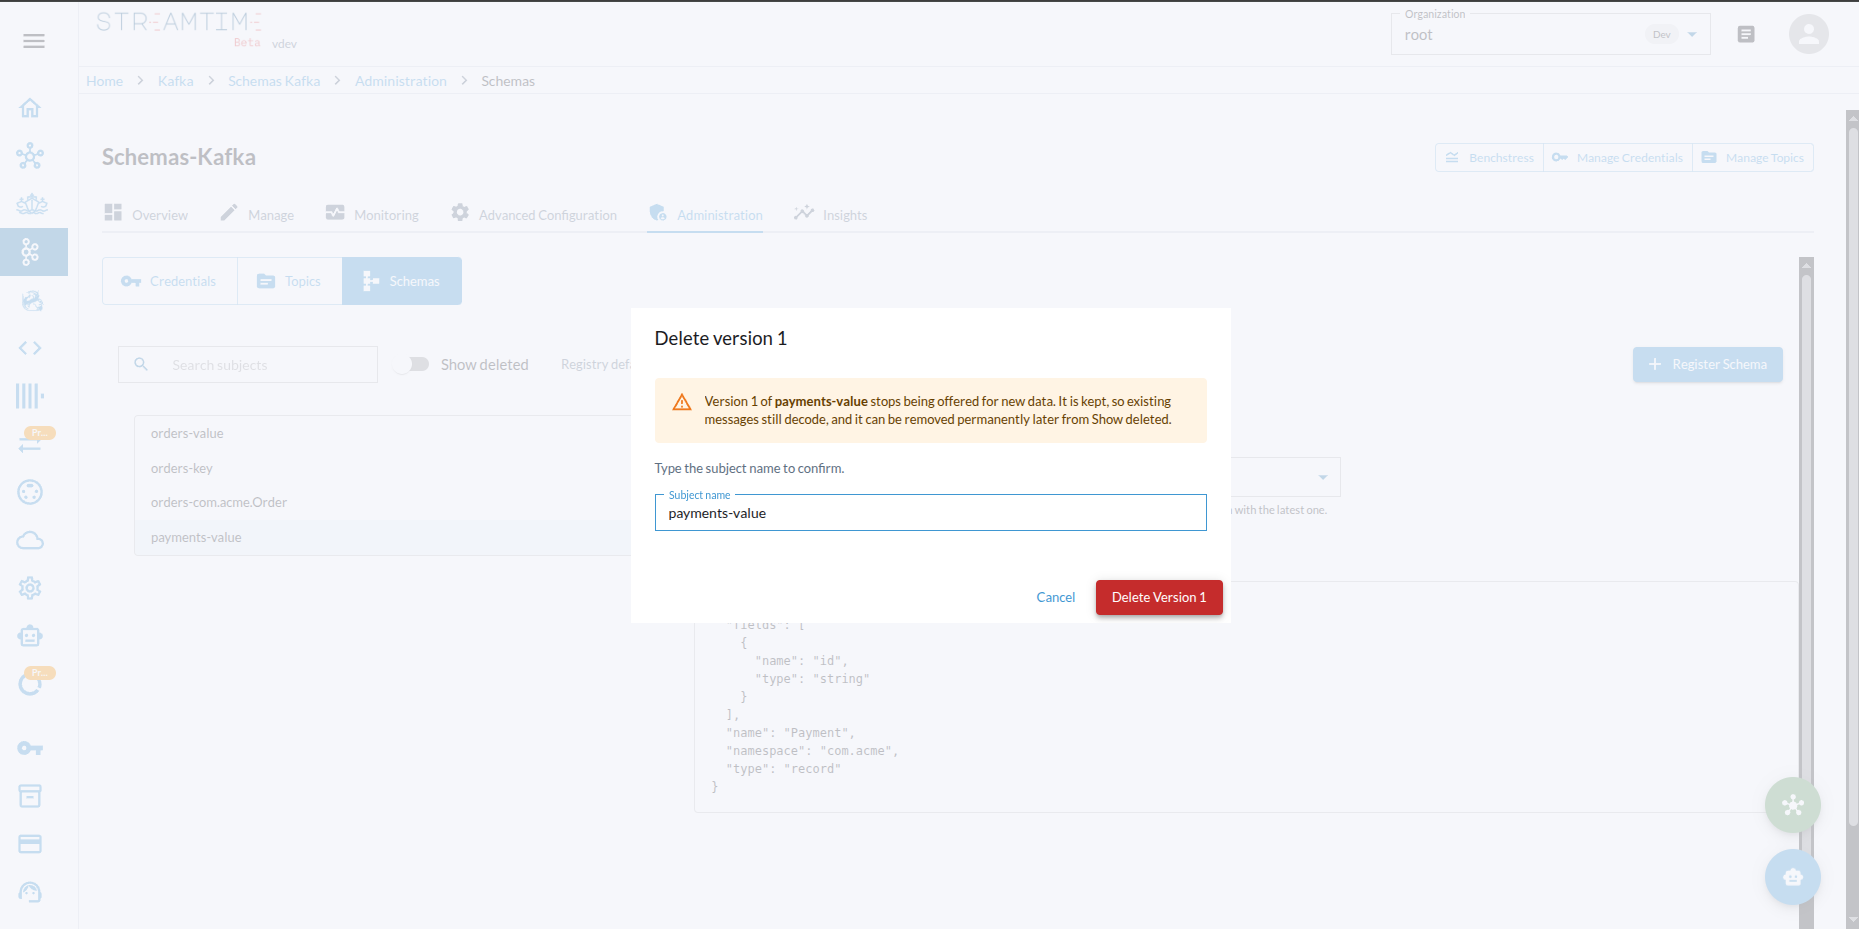 STREAMTIME
Beta vdev
Organization
root
Dev
Home > Kafka > Schemas Kafka > Administration > Schemas
Schemas-Kafka
Benchstress
Manage Credentials
Manage Topics
Overview
Manage
Monitoring
Advanced Configuration
Administration
Insights
Credentials
Topics
Schemas
Search subjects
Show deleted
Registry def
Register Schema
orders-value
orders-key
orders-com.acme.Order
payments-value
Pr...
Pr...
Delete version 1
Version 1 of payments-value stops being offered for new data. It is kept, so existing
messages still decode, and it can be removed permanently later from Show deleted.
Type the subject name to confirm.
Subject name
payments-value
Cancel
Delete Version 1
with the latest one.
"fields": [
{
"name": "id",
"type": "string"
}
],
"name": "Payment",
"namespace": "com.acme",
"type": "record"
}